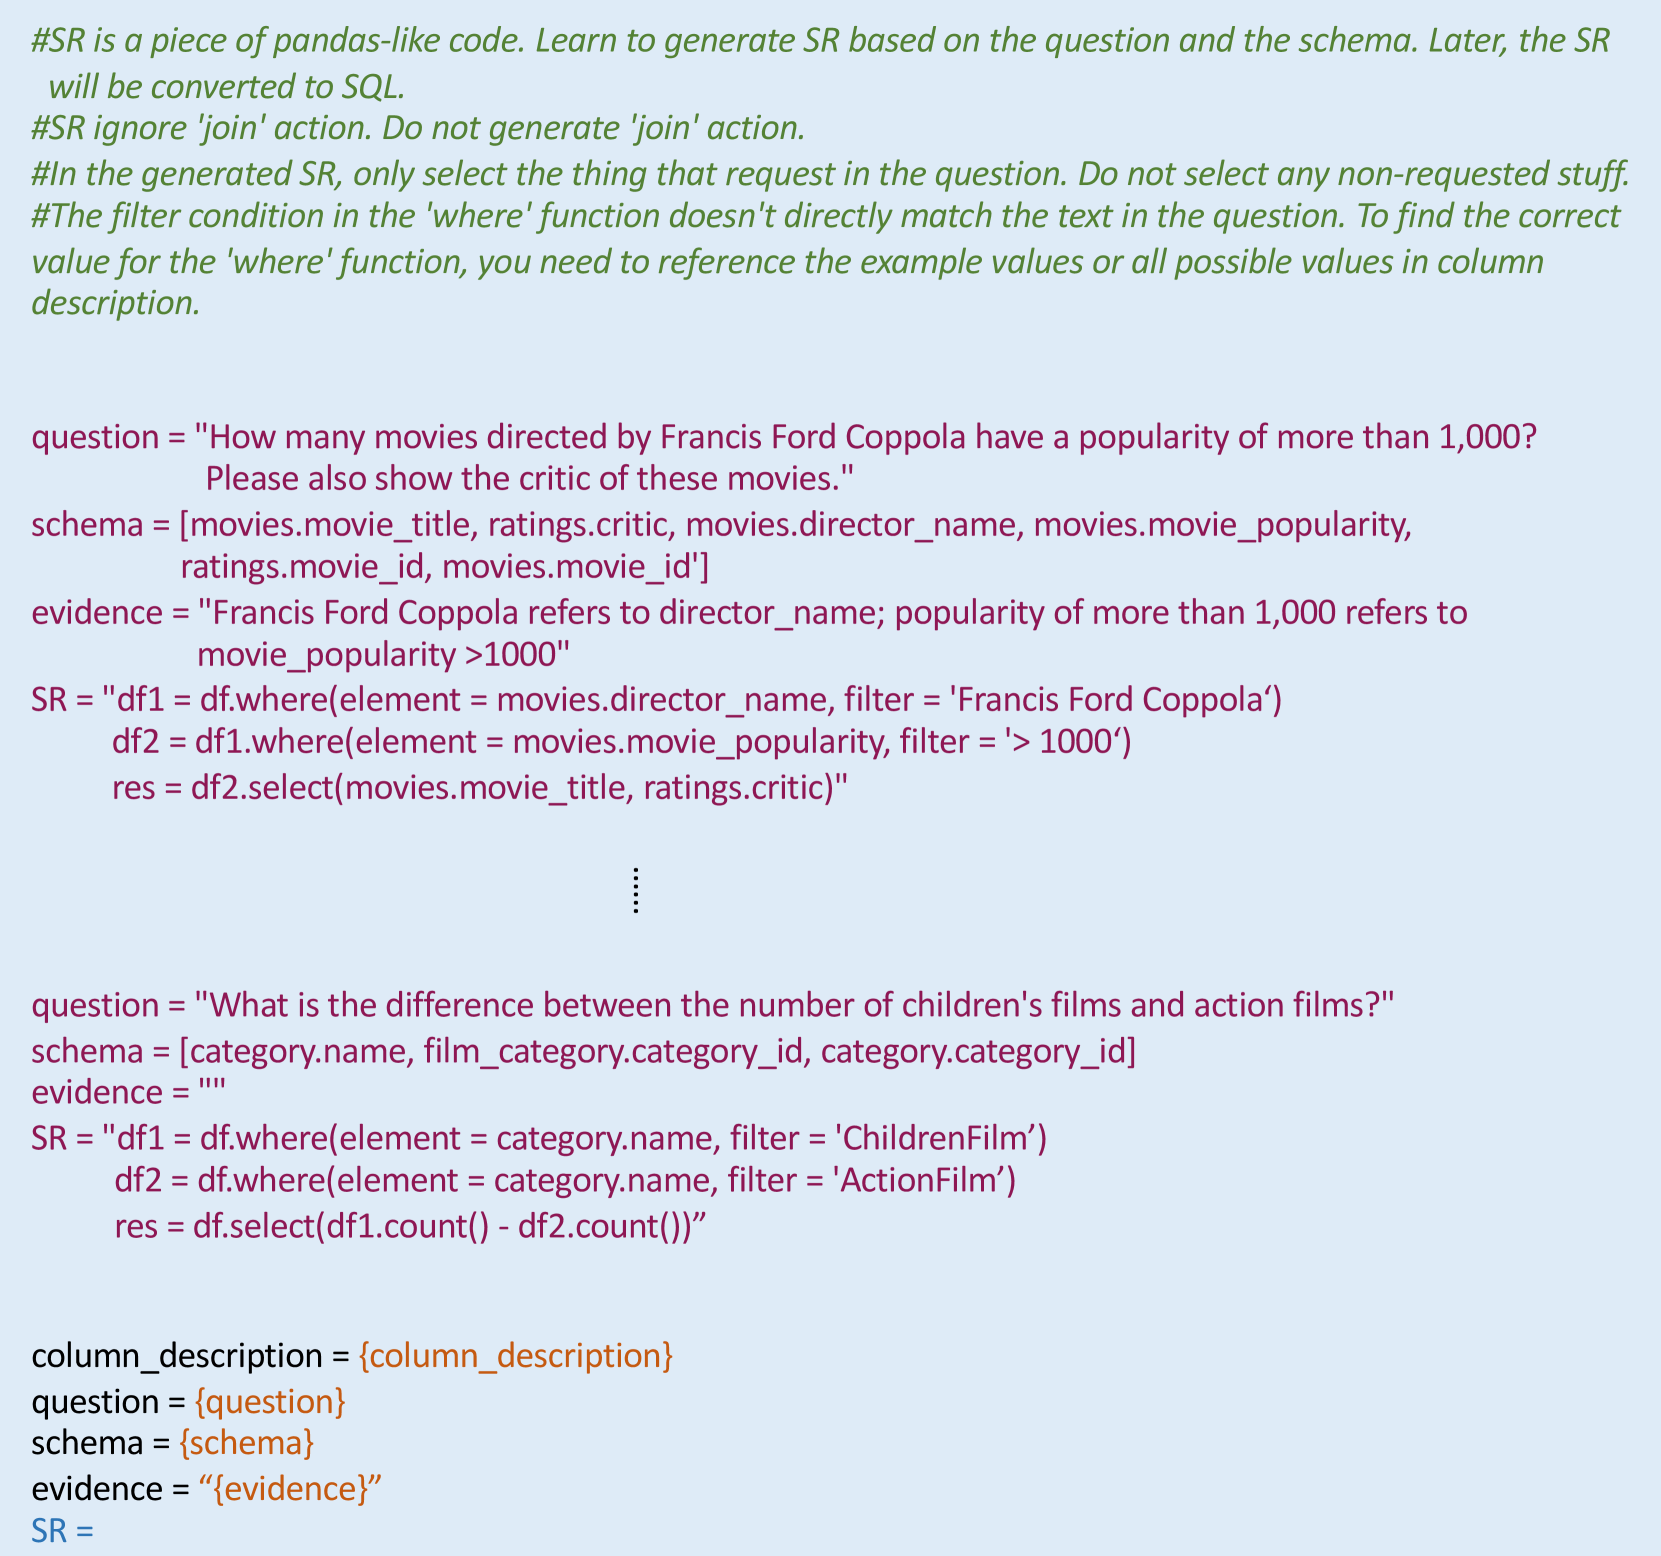 #SR is a piece of pandas-like code. Learn to generate SR based on the question and the schema. Later, the SR
will be converted to SQL.
#SR ignore 'join' action. Do not generate 'join' action.
#In the generated SR, only select the thing that request in the question. Do not select any non-requested stuff.
#The filter condition in the 'where' function doesn't directly match the text in the question. To find the correct
value for the 'where' function, you need to reference the example values or all possible values in column
description.
question = "How many movies directed by Francis Ford Coppola have a popularity of more than 1,000?
Please also show the critic of these movies."
schema = [movies.movie_title, ratings.critic, movies.director_name, movies.movie_popularity,
ratings.movie_id, movies.movie_id']
evidence = "Francis Ford Coppola refers to director_name; popularity of more than 1,000 refers to
movie_popularity >1000"
SR = "df1 = df.where(element = movies.director_name, filter = 'Francis Ford Coppola‘)
df2 = df1.where(element = movies.movie_popularity, filter = '> 1000‘)
res = df2.select(movies.movie_title, ratings.critic)"
question = "What is the difference between the number of children's films and action films?"
schema = [category.name, film_category.category_id, category.category_id]
evidence = ""
SR = "df1 = df.where(element = category.name, filter = 'ChildrenFilm’)
df2 = df.where(element = category.name, filter = 'ActionFilm’)
res = df.select(df1.count() - df2.count())”
column_description = {column_description}
question = {question}
schema = {schema}
evidence = “{evidence}”
SR =